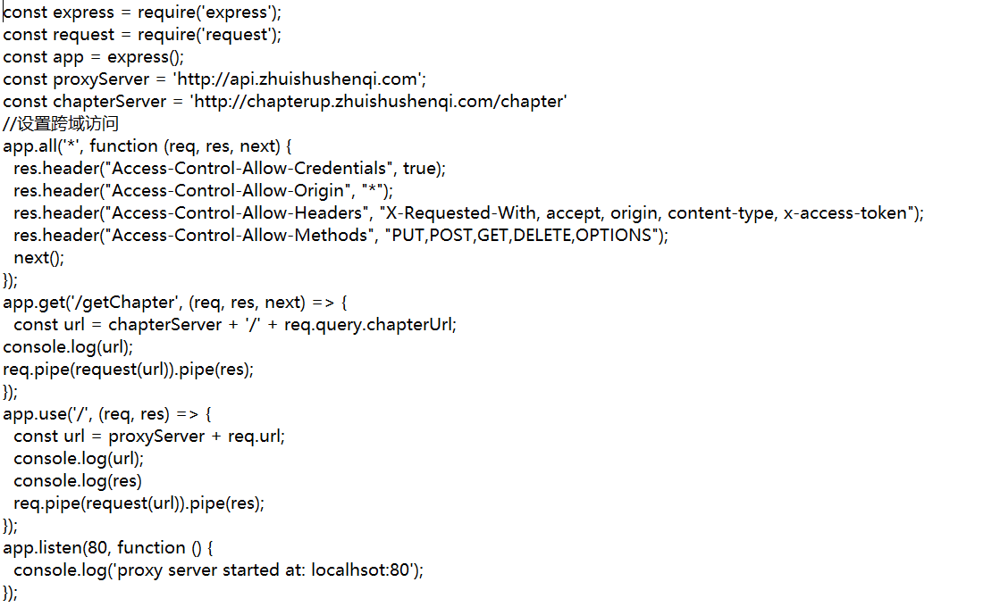 const express = require('express');
const request = require('request');
const app = express();
const proxyServer = 'http://api.zhuishushenqi.com';
const chapterServer = 'http://chapterup.zhuishushenqi.com/chapter'
//设置跨域访问
app.all('*', function (req, res, next) {
  res.header("Access-Control-Allow-Credentials", true);
  res.header("Access-Control-Allow-Origin", "*");
  res.header("Access-Control-Allow-Headers", "X-Requested-With, accept, origin, content-type, x-access-token");
  res.header("Access-Control-Allow-Methods", "PUT,POST,GET,DELETE,OPTIONS");
  next();
});
app.get('/getChapter', (req, res, next) => {
  const url = chapterServer + '/' + req.query.chapterUrl;
console.log(url);
req.pipe(request(url)).pipe(res);
});
app.use('/', (req, res) => {
  const url = proxyServer + req.url;
  console.log(url);
  console.log(res)
  req.pipe(request(url)).pipe(res);
});
app.listen(80, function () {
  console.log('proxy server started at: localhsot:80');
});